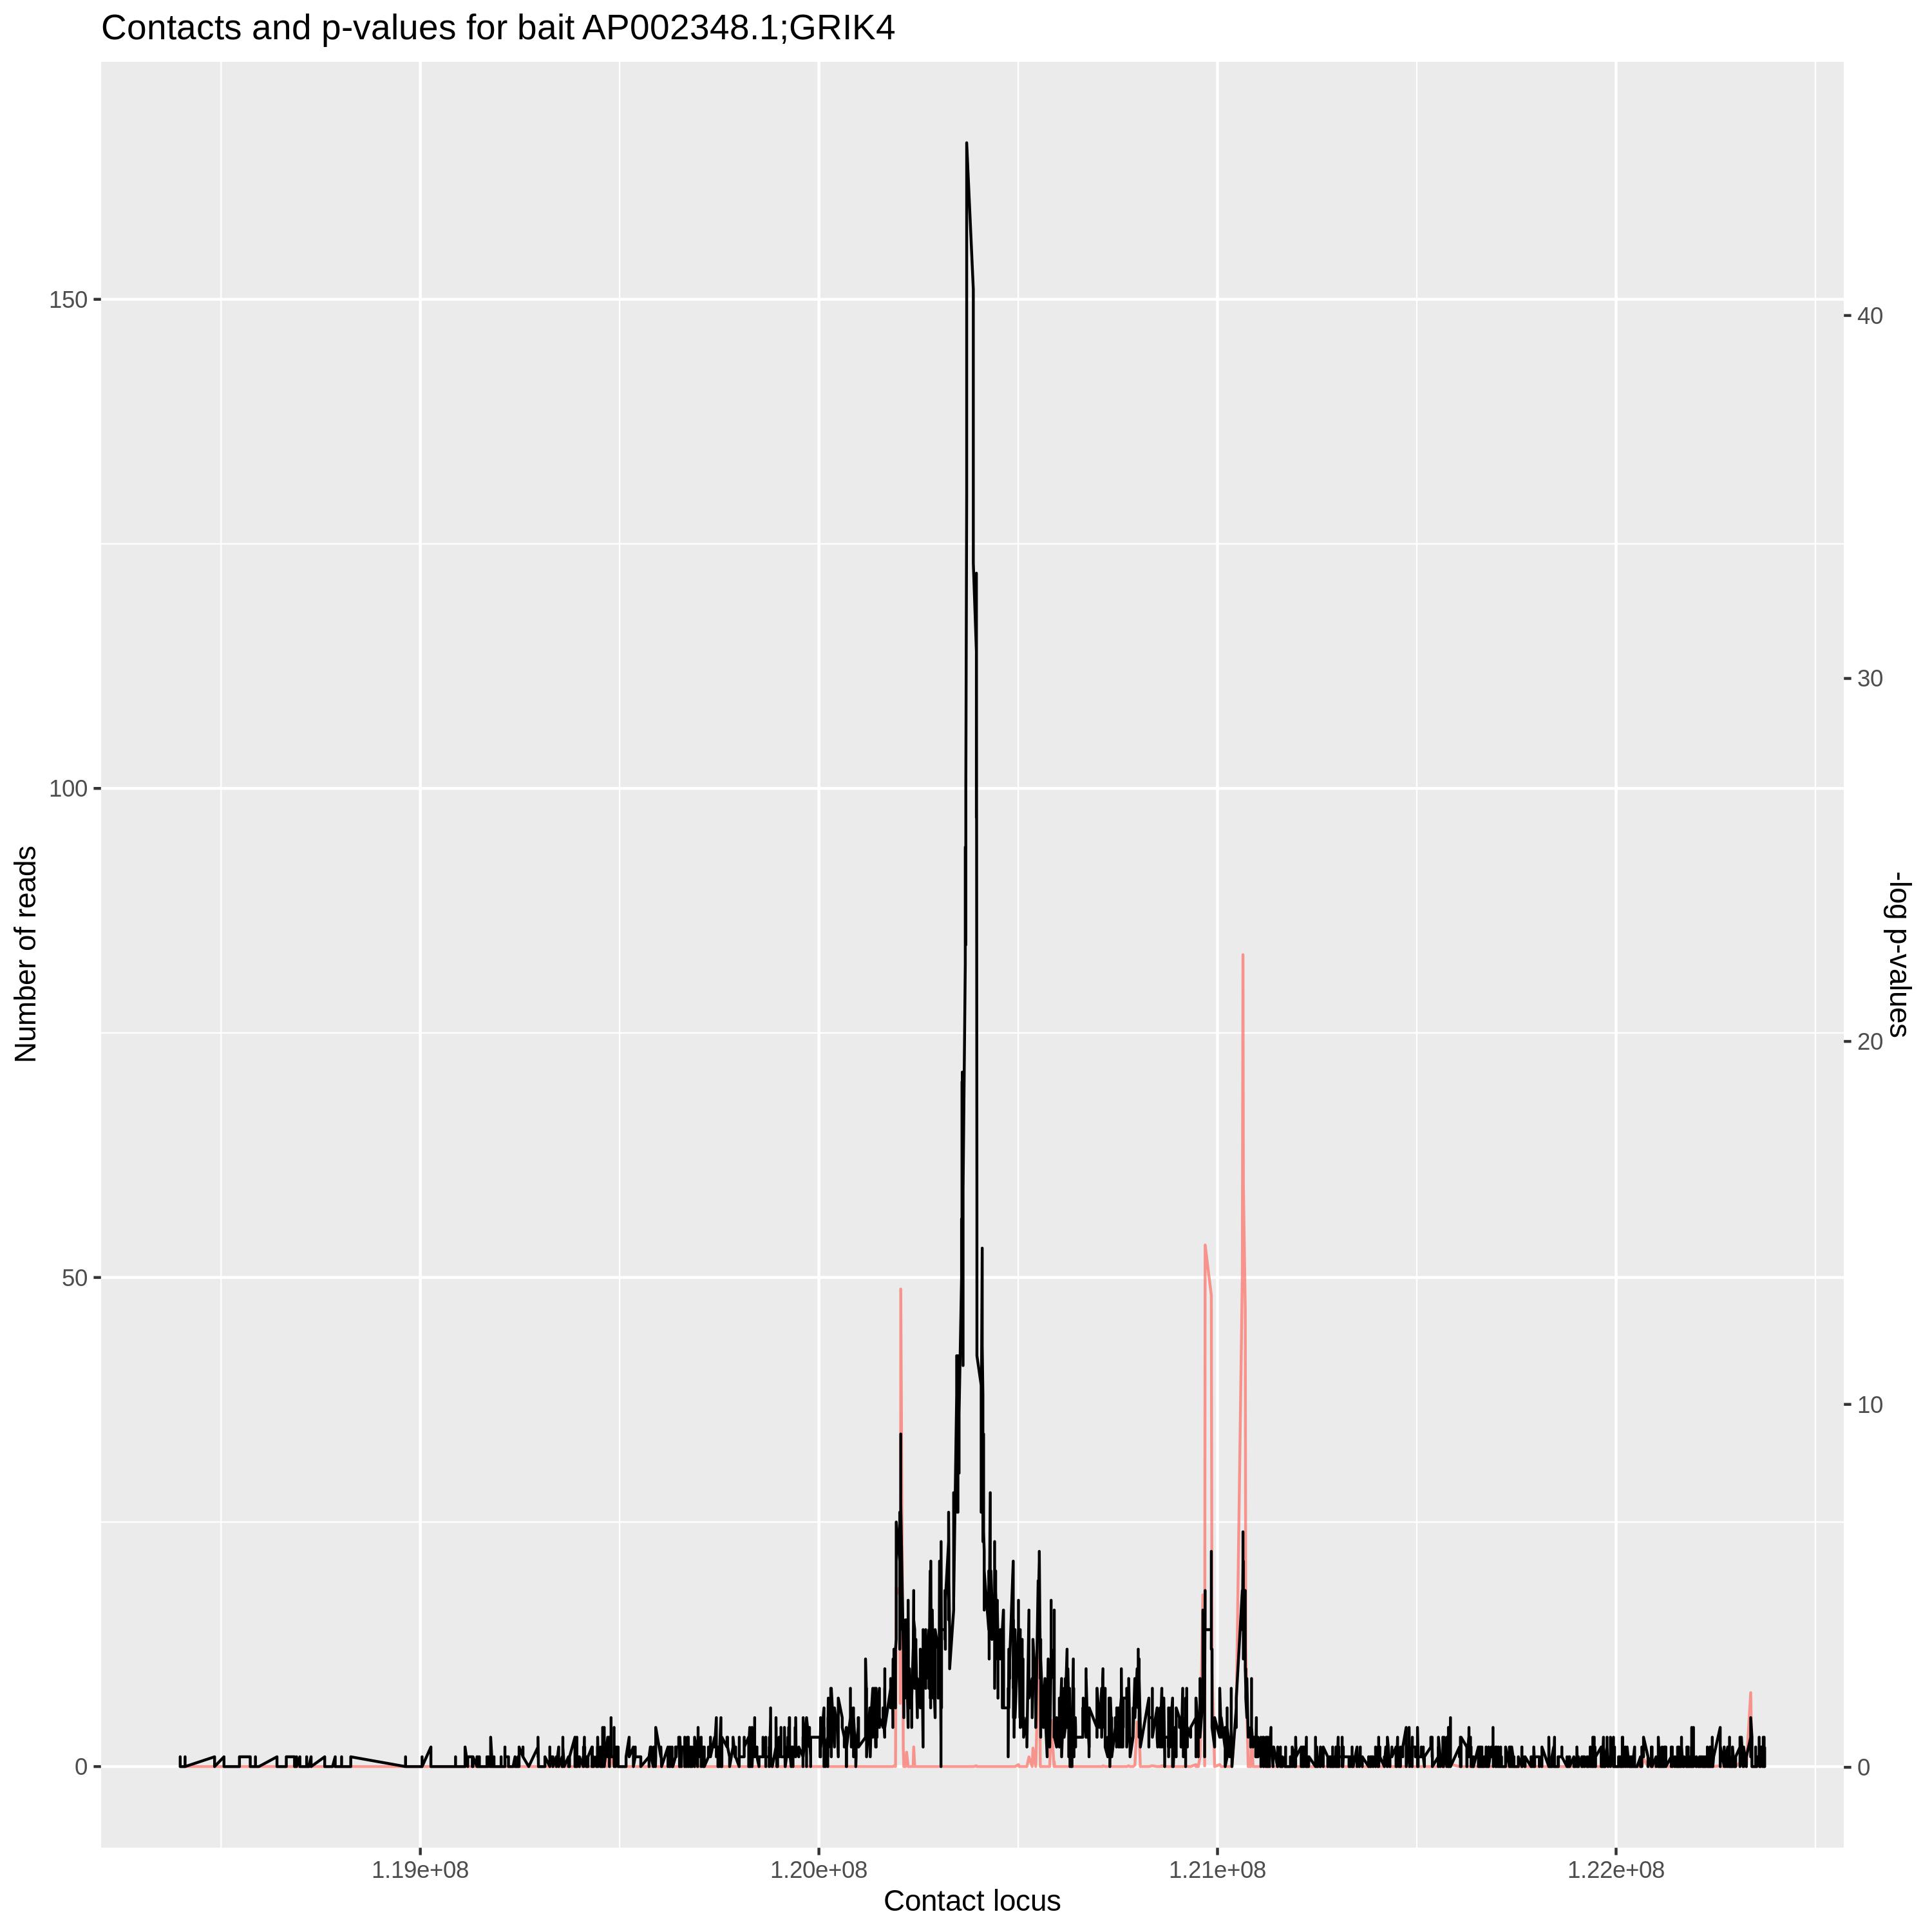 Contacts and p-values for bait AP002348.1;GRIK4
150
100
50
0
Number of reads
40
30
20
10
0
-log p-values
1.19e+08 1.20e+08 1.21e+08 1.22e+08
Contact locus